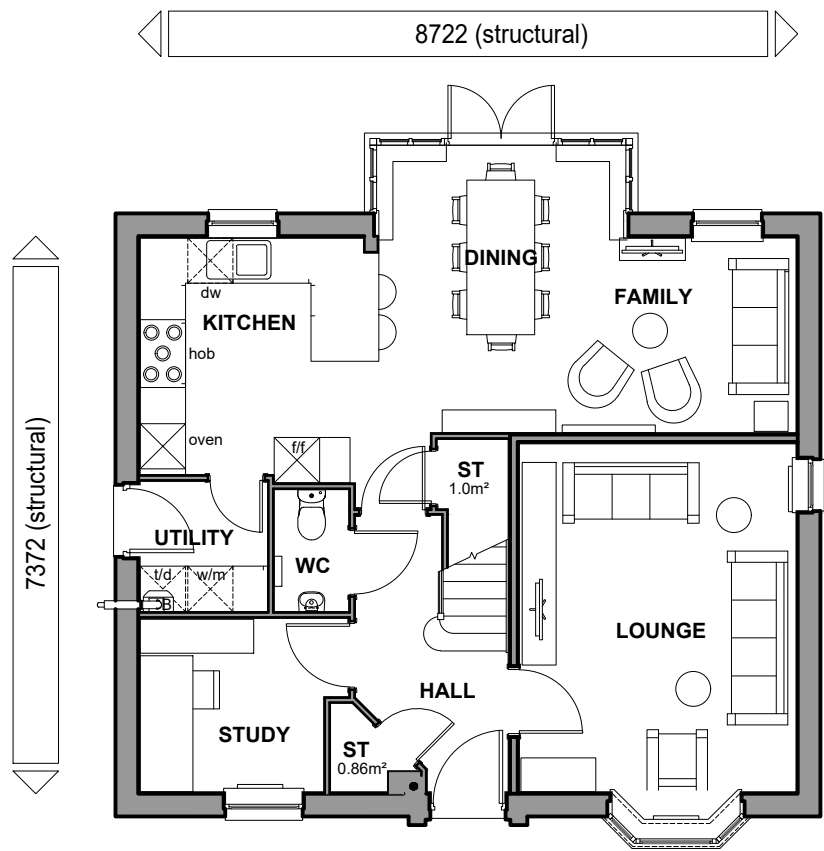 8722 (structural)
7372 (structural)
DINING
FAMILY
KITCHEN
dw
hob
oven
f/f
ST
1.0m²
UTILITY
t/d
w/m
B
WC
LOUNGE
HALL
STUDY
ST
0.86m²